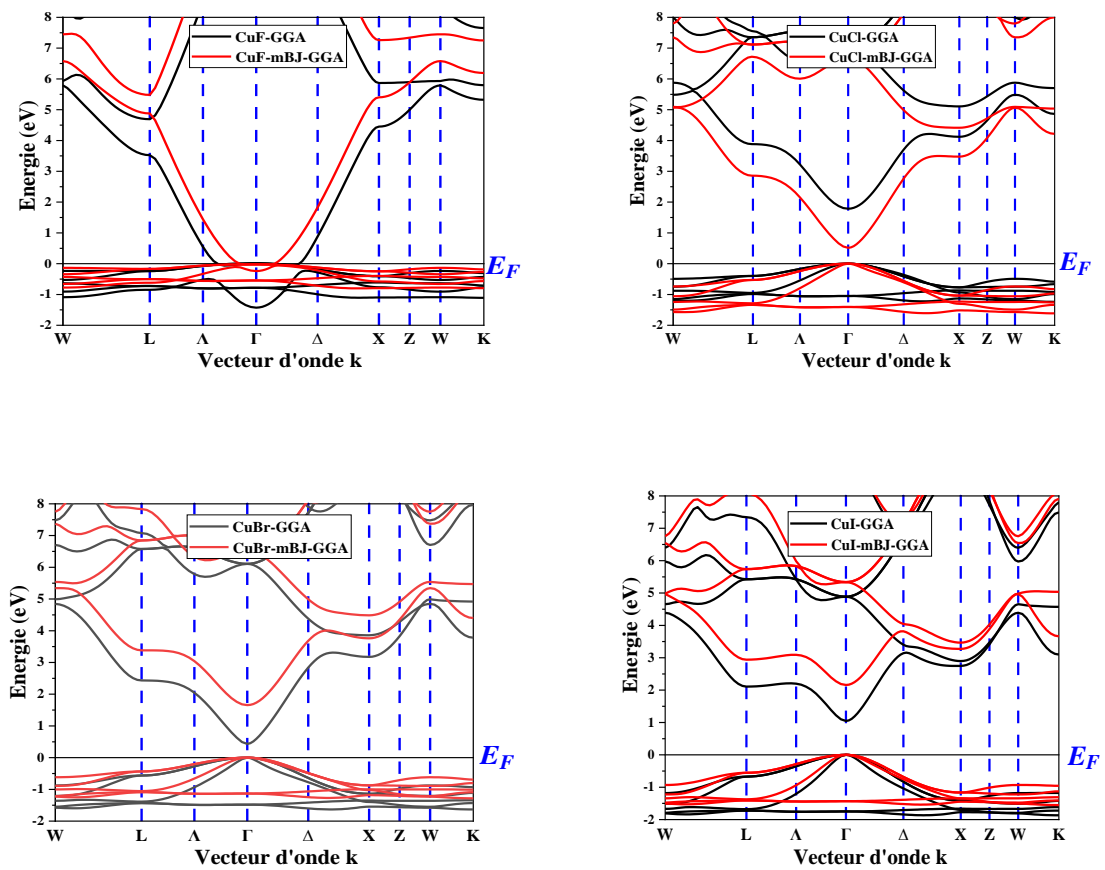 8
7
6
5
4
3
2
1
0
-1
-2
Energie (eV)
CuF-GGA
CuF-mBJ-GGA
E_F
W L Λ Γ Δ X Z W K
Vecteur d'onde k
8
7
6
5
4
3
2
1
0
-1
-2
Energie (eV)
CuCl-GGA
CuCl-mBJ-GGA
E_F
W L Λ Γ Δ X Z W K
Vecteur d'onde k
8
7
6
5
4
3
2
1
0
-1
-2
Energie (eV)
CuBr-GGA
CuBr-mBJ-GGA
E_F
W L Λ Γ Δ X Z W K
Vecteur d'onde k
8
7
6
5
4
3
2
1
0
-1
-2
Energie (eV)
CuI-GGA
CuI-mBJ-GGA
E_F
W L Λ Γ Δ X Z W K
Vecteur d'onde k